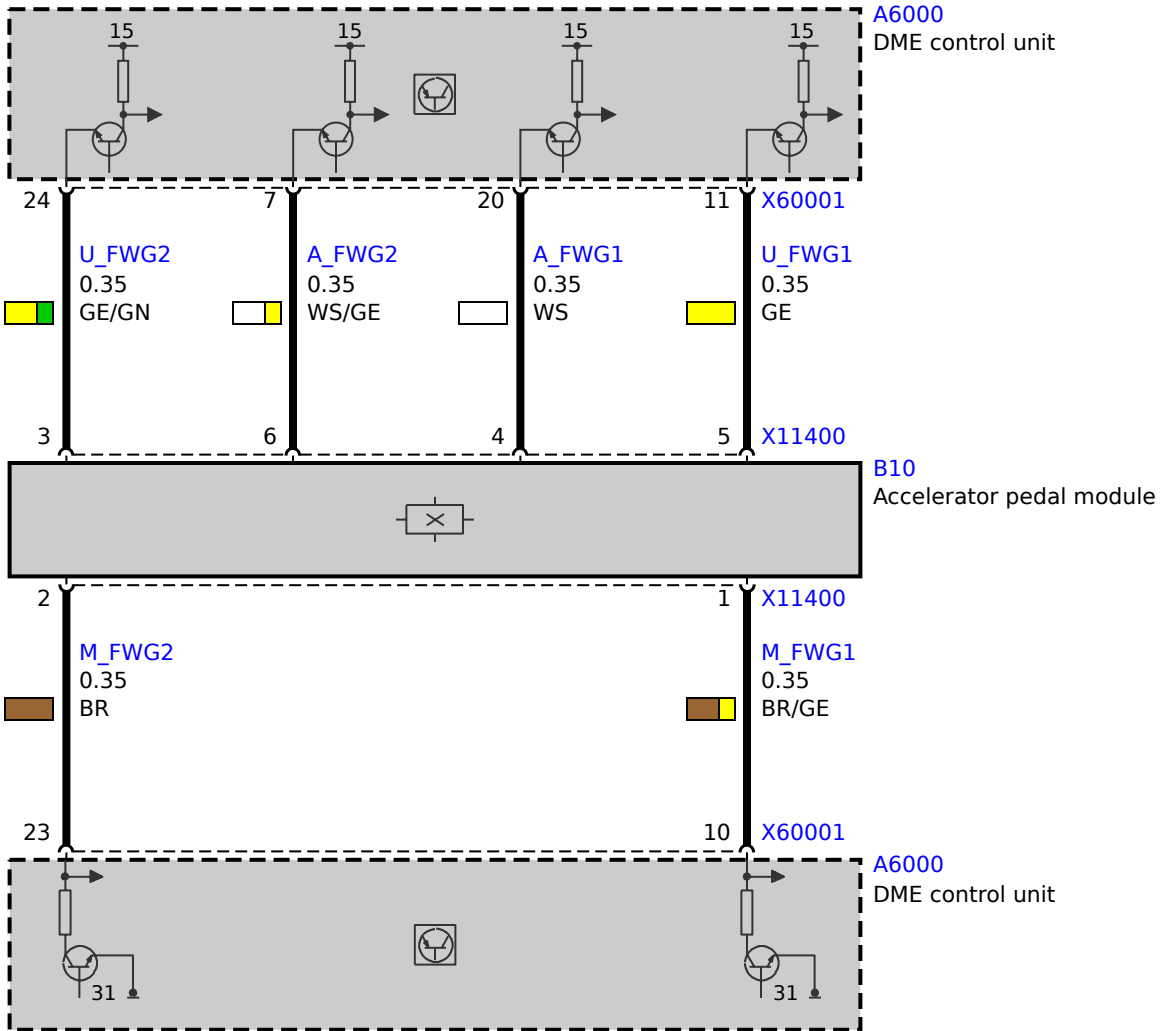 15 15 15 15
A6000
DME control unit
24 7 20 11 X60001
U_FWG2
0.35
GE/GN
A_FWG2
0.35
WS/GE
A_FWG1
0.35
WS
U_FWG1
0.35
GE
3 6 4 5 X11400
B10
Accelerator pedal module
2 1 X11400
M_FWG2
0.35
BR
M_FWG1
0.35
BR/GE
23 10 X60001
A6000
DME control unit
31 31